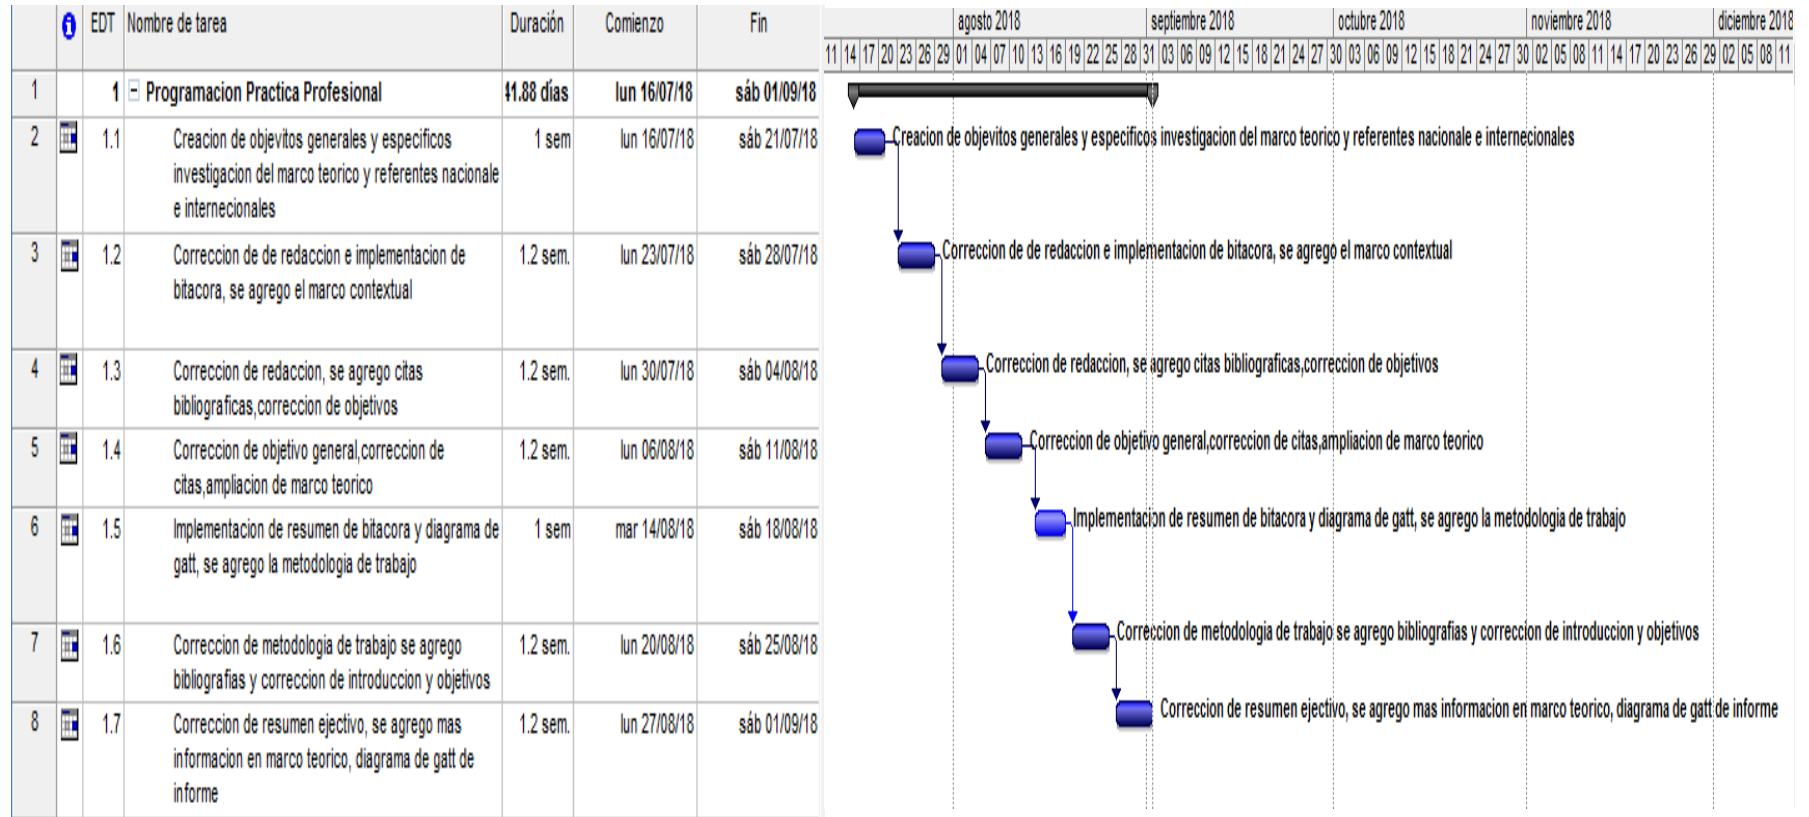 EDT Nombre de tarea Duración Comienzo Fin
agosto 2018 septiembre 2018 octubre 2018 noviembre 2018 diciembre 2018
11 14 17 20 23 26 29 01 04 07 10 13 16 19 22 25 28 31 03 06 09 12 15 18 21 24 27 30 03 06 09 12 15 18 21 24 27 30 02 05 08 11 14 17 20 23 26 29 02 05 08 11
1 1 Programacion Practica Profesional 41.88 días lun 16/07/18 sáb 01/09/18
2 1.1 Creacion de objevitos generales y especificos 1 sem lun 16/07/18 sáb 21/07/18
investigacion del marco teorico y referentes nacionale
e internecionales
Creacion de objevitos generales y especificos investigacion del marco teorico y referentes nacionale e internecionales
3 1.2 Correccion de de redaccion e implementacion de 1.2 sem. lun 23/07/18 sáb 28/07/18
bitacora, se agrego el marco contextual
Correccion de de redaccion e implementacion de bitacora, se agrego el marco contextual
4 1.3 Correccion de redaccion, se agrego citas 1.2 sem. lun 30/07/18 sáb 04/08/18
bibliograficas,correccion de objetivos
Correccion de redaccion, se agrego citas bibliograficas,correccion de objetivos
5 1.4 Correccion de objetivo general,correccion de 1.2 sem. lun 06/08/18 sáb 11/08/18
citas,ampliacion de marco teorico
Correccion de objetivo general,correccion de citas,ampliacion de marco teorico
6 1.5 Implementacion de resumen de bitacora y diagrama de 1 sem mar 14/08/18 sáb 18/08/18
gatt, se agrego la metodologia de trabajo
Implementacion de resumen de bitacora y diagrama de gatt, se agrego la metodologia de trabajo
7 1.6 Correccion de metodologia de trabajo se agrego 1.2 sem. lun 20/08/18 sáb 25/08/18
bibliografias y correccion de introduccion y objetivos
Correccion de metodologia de trabajo se agrego bibliografias y correccion de introduccion y objetivos
8 1.7 Correccion de resumen ejectivo, se agrego mas 1.2 sem. lun 27/08/18 sáb 01/09/18
informacion en marco teorico, diagrama de gatt de
informe
Correccion de resumen ejectivo, se agrego mas informacion en marco teorico, diagrama de gatt de informe